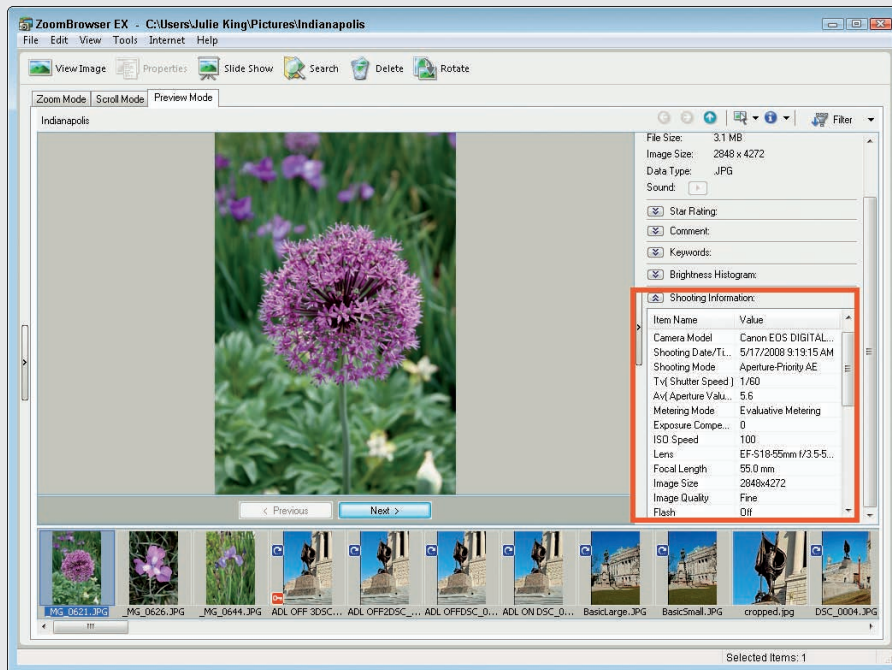 ZoomBrowser EX - C:\Users\Julie King\Pictures\Indianapolis
File Edit View Tools Internet Help
View Image Properties Slide Show Search Delete Rotate
Zoom Mode Scroll Mode Preview Mode
Indianapolis
Filter
File Size: 3.1 MB
Image Size: 2848 x 4272
Data Type: .JPG
Sound:
Star Rating:
Comment:
Keywords:
Brightness Histogram:
Shooting Information:
Item Name Value
Camera Model Canon EOS DIGITAL...
Shooting Date/Ti... 5/17/2008 9:19:15 AM
Shooting Mode Aperture-Priority AE
Tv( Shutter Speed ) 1/60
Av( Aperture Valu... 5.6
Metering Mode Evaluative Metering
Exposure Compe... 0
ISO Speed 100
Lens EF-S18-55mm f/3.5-5...
Focal Length 55.0 mm
Image Size 2848x4272
Image Quality Fine
Flash Off
< Previous Next >
_MG_0621.JPG _MG_0626.JPG _MG_0644.JPG ADL OFF 3DSC... ADL OFF2DSC_... ADL OFFDSC_0... ADL ON DSC_0... BasicLarge.JPG BasicSmall.JPG cropped.jpg DSC_0004.JPG
Selected Items: 1